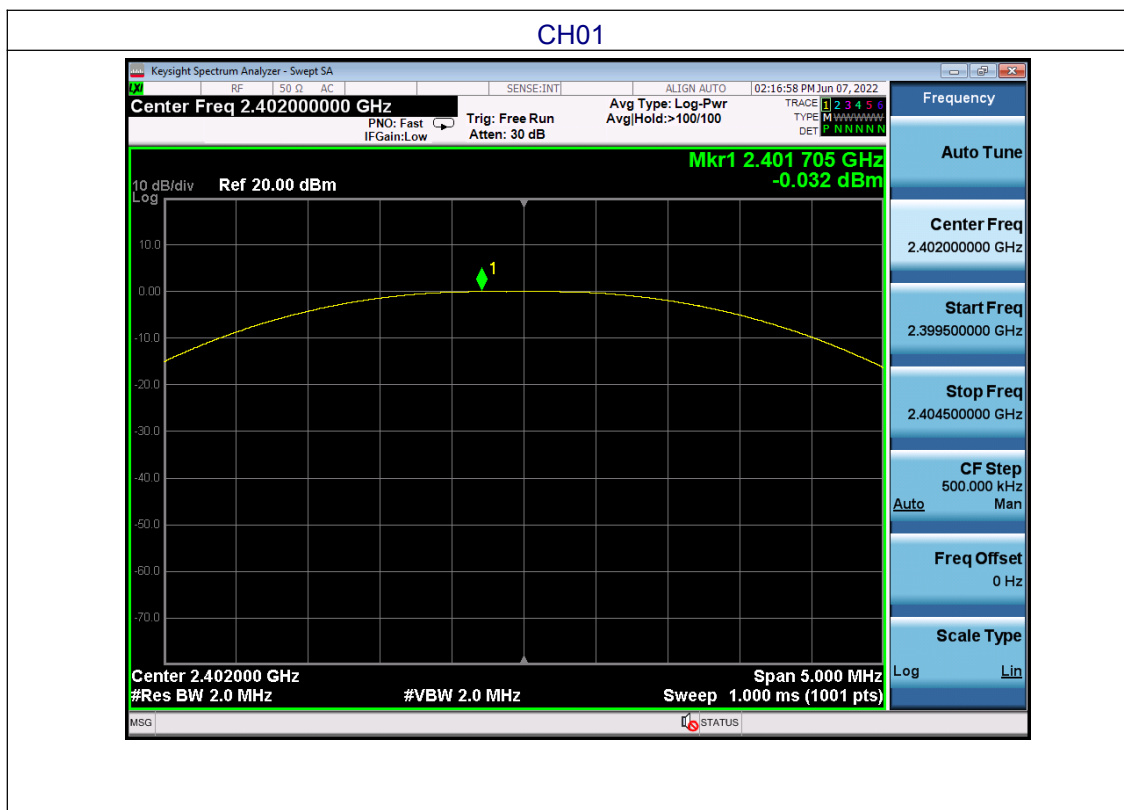 CH01
Keysight Spectrum Analyzer - Swept SA
LXI RF 50 Ω AC SENSE:INT ALIGN AUTO 02:16:58 PM Jun 07, 2022
Center Freq 2.402000000 GHz
PNO: Fast
IFGain:Low
Trig: Free Run
Atten: 30 dB
Avg Type: Log-Pwr
Avg|Hold:>100/100
TRACE 1 2 3 4 5 6
TYPE M WWWWW
DET P N N N N N
Mkr1 2.401 705 GHz
-0.032 dBm
10 dB/div Ref 20.00 dBm
Log
1
10.0
0.00
-10.0
-20.0
-30.0
-40.0
-50.0
-60.0
-70.0
Center 2.402000 GHz Span 5.000 MHz
#Res BW 2.0 MHz #VBW 2.0 MHz Sweep 1.000 ms (1001 pts)
MSG STATUS
Frequency
Auto Tune
Center Freq
2.402000000 GHz
Start Freq
2.399500000 GHz
Stop Freq
2.404500000 GHz
CF Step
500.000 kHz
Auto Man
Freq Offset
0 Hz
Scale Type
Log Lin